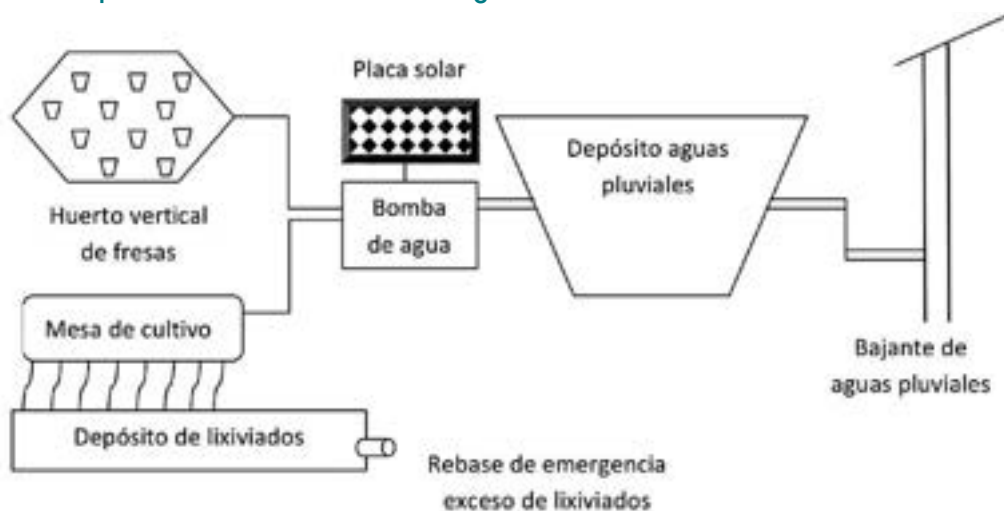 Placa solar
Depósito aguas
pluviales
Huerto vertical
de fresas
Bomba
de agua
Mesa de cultivo
Bajante de
aguas pluviales
Depósito de lixiviados
Rebase de emergencia
exceso de lixiviados